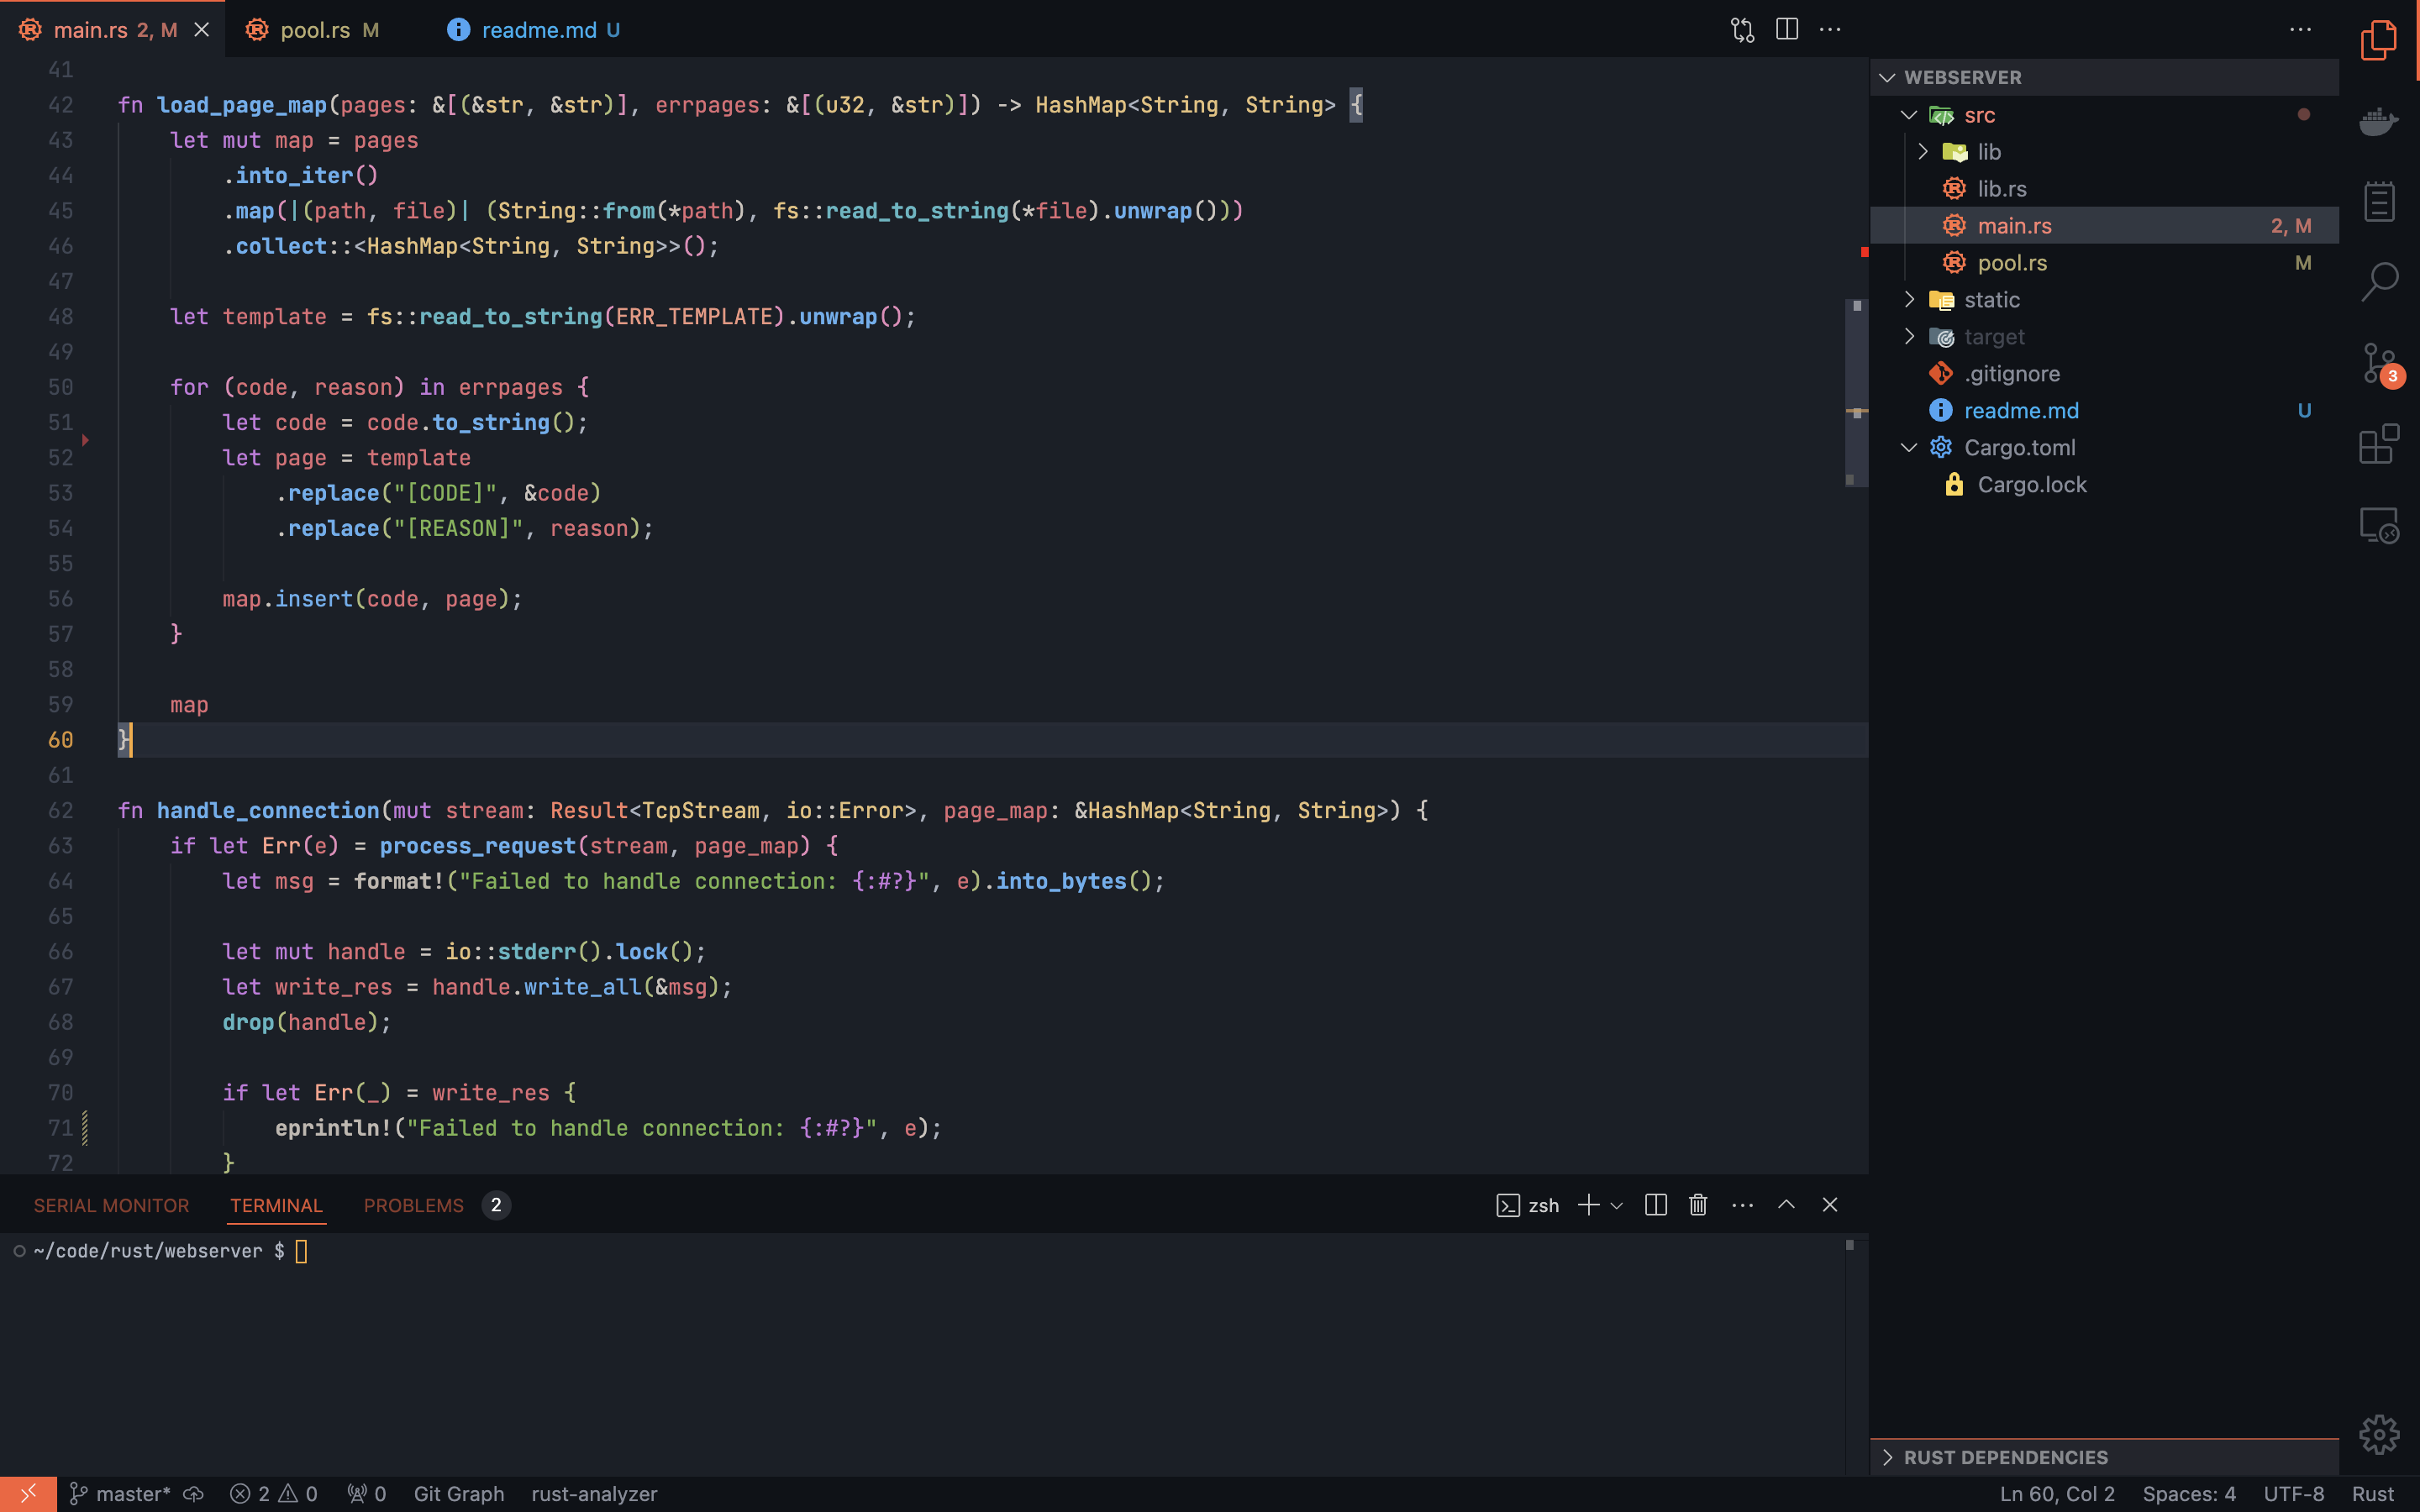 main.rs 2, M
pool.rs M
readme.md U
41
42 fn load_page_map(pages: &[(&str, &str)], errpages: &[(u32, &str)]) -> HashMap<String, String> {
43     let mut map = pages
44         .into_iter()
45         .map(|(path, file)| (String::from(*path), fs::read_to_string(*file).unwrap()))
46         .collect::<HashMap<String, String>>();
47
48     let template = fs::read_to_string(ERR_TEMPLATE).unwrap();
49
50     for (code, reason) in errpages {
51         let code = code.to_string();
52         let page = template
53             .replace("[CODE]", &code)
54             .replace("[REASON]", reason);
55
56         map.insert(code, page);
57     }
58
59     map
60 }
61
62 fn handle_connection(mut stream: Result<TcpStream, io::Error>, page_map: &HashMap<String, String>) {
63     if let Err(e) = process_request(stream, page_map) {
64         let msg = format!("Failed to handle connection: {:#?}", e).into_bytes();
65
66         let mut handle = io::stderr().lock();
67         let write_res = handle.write_all(&msg);
68         drop(handle);
69
70         if let Err(_) = write_res {
71             eprintln!("Failed to handle connection: {:#?}", e);
72         }
SERIAL MONITOR
TERMINAL
PROBLEMS 2
zsh
~/code/rust/webserver $
WEBSERVER
src
lib
lib.rs
main.rs 2, M
pool.rs M
static
target
.gitignore
readme.md U
Cargo.toml
Cargo.lock
RUST DEPENDENCIES
3
master* 2 0 0 Git Graph rust-analyzer
Ln 60, Col 2 Spaces: 4 UTF-8 Rust